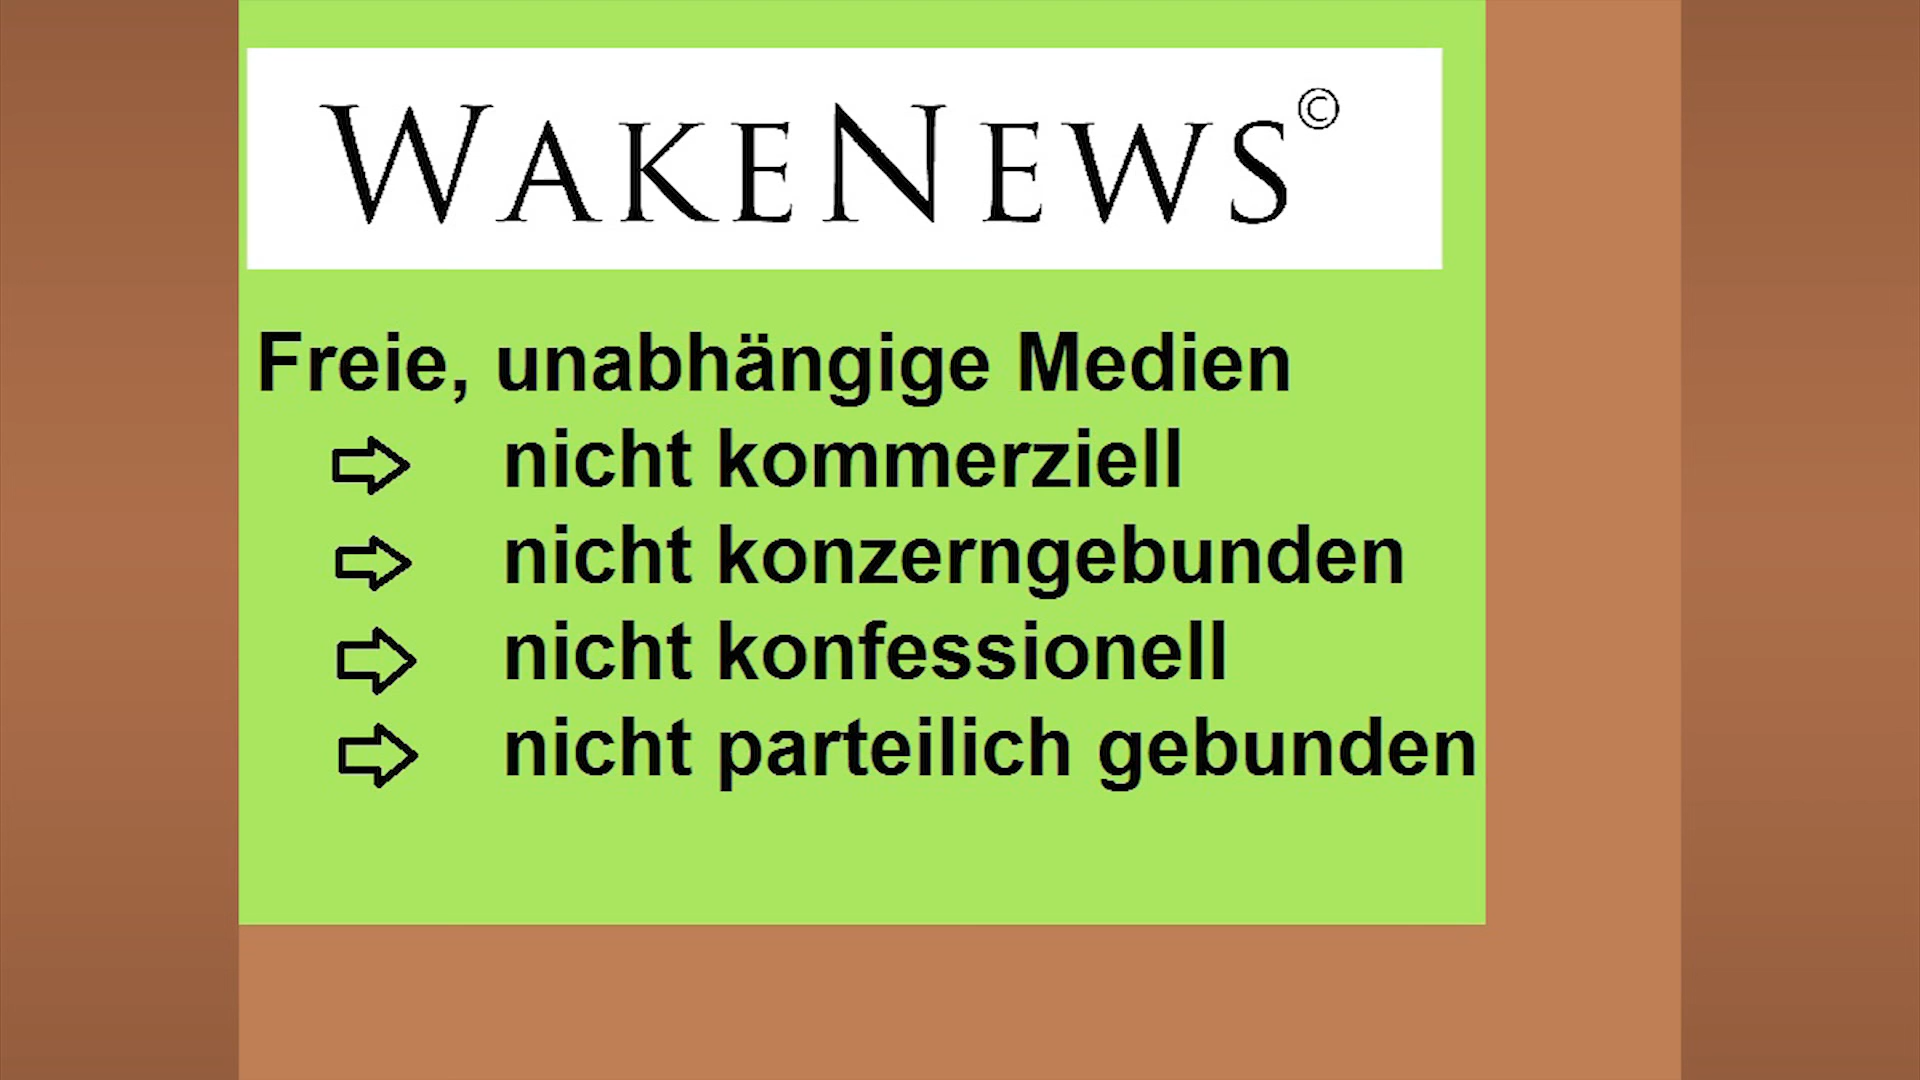 WAKENEWS©
Freie, unabhängige Medien
⇨ nicht kommerziell
⇨ nicht konzerngebunden
⇨ nicht konfessionell
⇨ nicht parteilich gebunden